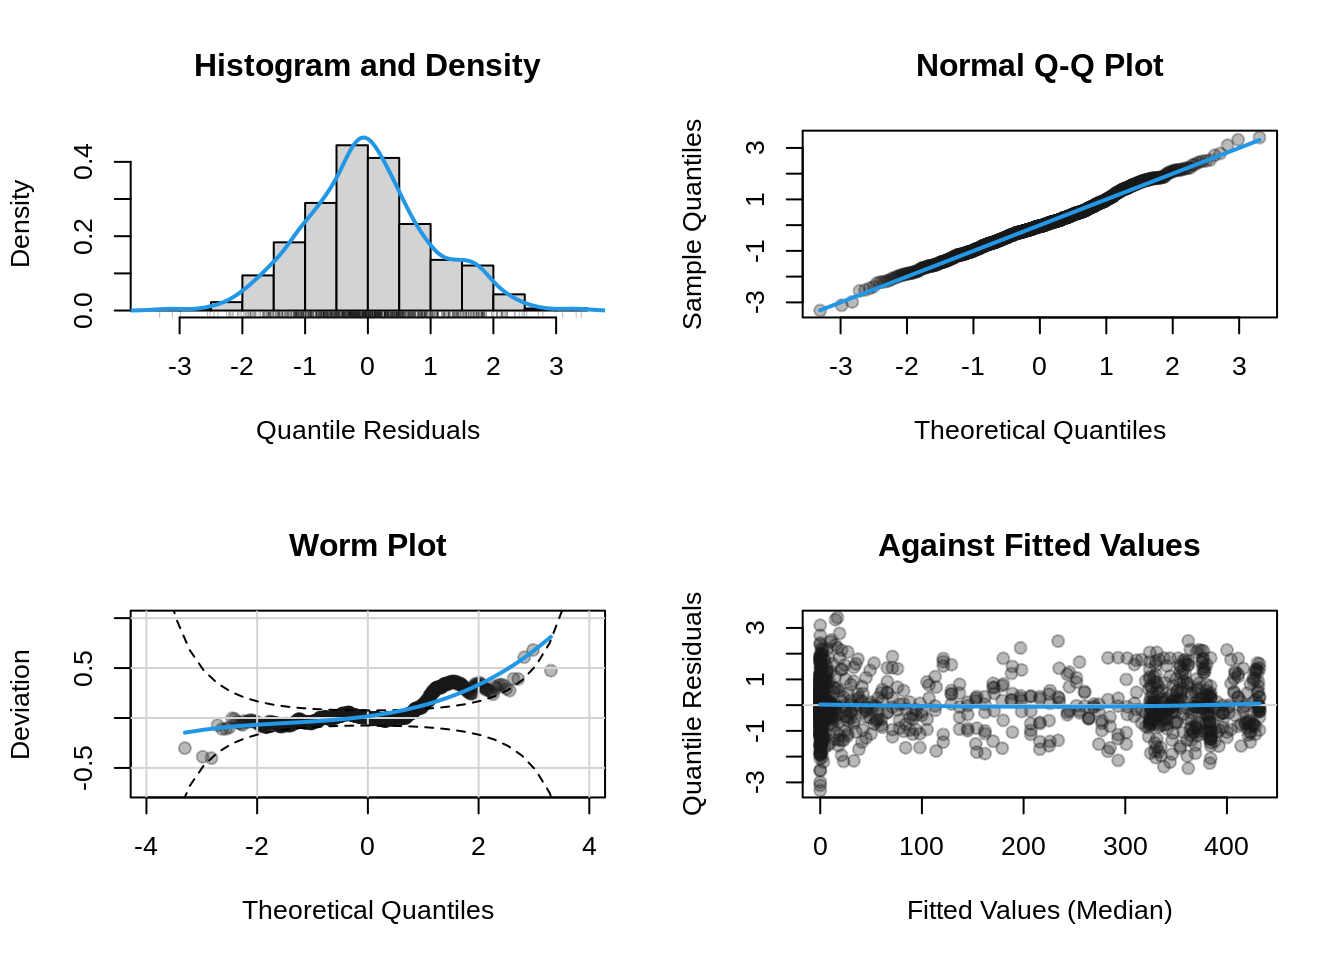 Histogram and Density
Density
0.0 0.2 0.4
-3 -2 -1 0 1 2 3
Quantile Residuals
Normal Q-Q Plot
Sample Quantiles
-3 -1 1 3
-3 -2 -1 0 1 2 3
Theoretical Quantiles
Worm Plot
Deviation
-0.5 0.5
-4 -2 0 2 4
Theoretical Quantiles
Against Fitted Values
Quantile Residuals
-3 -1 1 3
0 100 200 300 400
Fitted Values (Median)